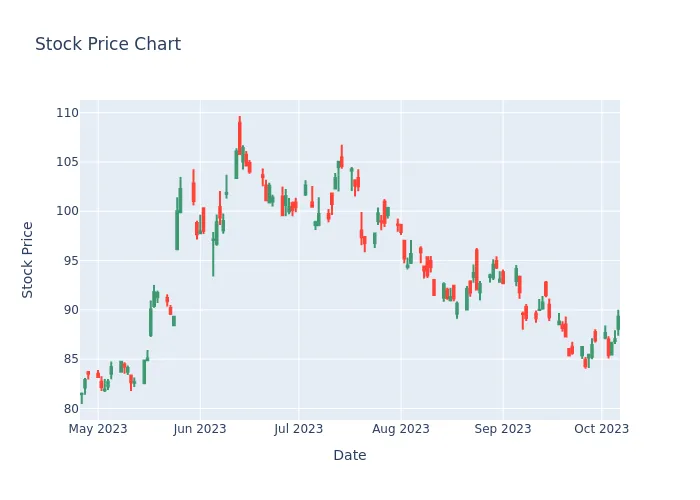 Stock Price Chart
110
105
100
95
90
85
80
Stock Price
May 2023
Jun 2023
Jul 2023
Aug 2023
Sep 2023
Oct 2023
Date